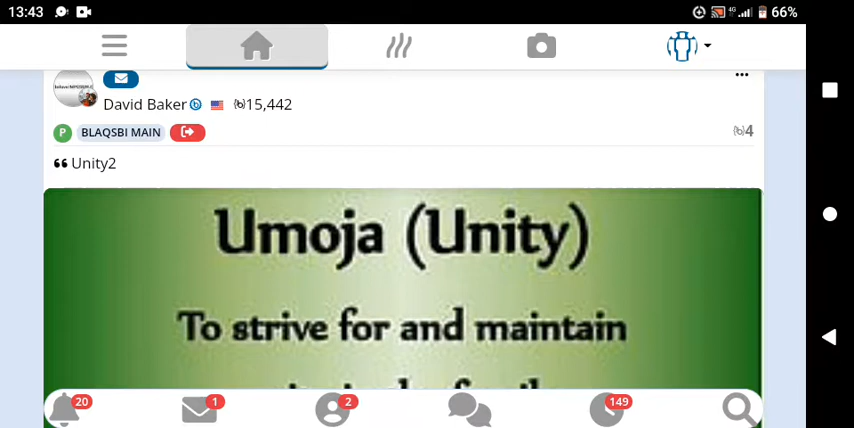 13:43
4G
66%
David Baker
15,442
P
BLAQSBI MAIN
4
Unity2
Umoja (Unity)
To strive for and maintain
20
1
2
149